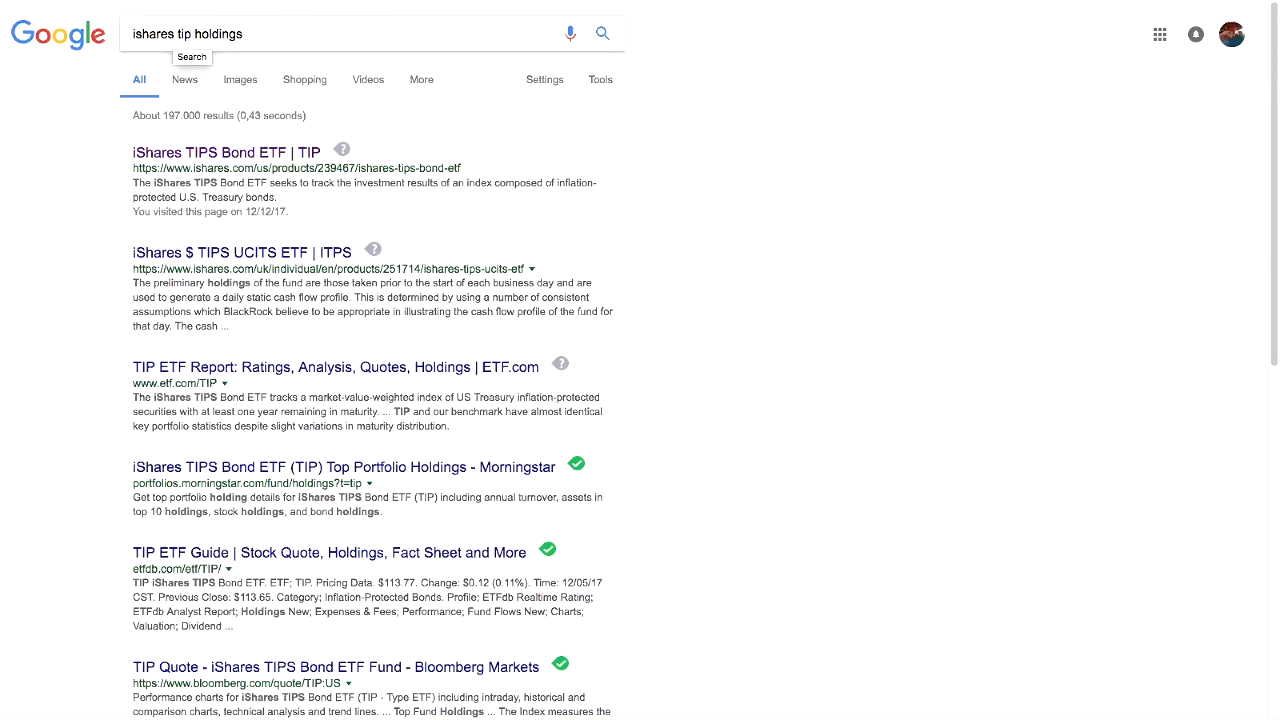 Google
ishares tip holdings
Search
All News Images Shopping Videos More Settings Tools
About 197.000 results (0,43 seconds)
iShares TIPS Bond ETF | TIP
https://www.ishares.com/us/products/239467/ishares-tips-bond-etf
The iShares TIPS Bond ETF seeks to track the investment results of an index composed of inflation-
protected U.S. Treasury bonds.
You visited this page on 12/12/17.
iShares $ TIPS UCITS ETF | ITPS
https://www.ishares.com/uk/individual/en/products/251714/ishares-tips-ucits-etf
The preliminary holdings of the fund are those taken prior to the start of each business day and are
used to generate a daily static cash flow profile. This is determined by using a number of consistent
assumptions which BlackRock believe to be appropriate in illustrating the cash flow profile of the fund for
that day. The cash ...
TIP ETF Report: Ratings, Analysis, Quotes, Holdings | ETF.com
www.etf.com/TIP
The iShares TIPS Bond ETF tracks a market-value-weighted index of US Treasury inflation-protected
securities with at least one year remaining in maturity. ... TIP and our benchmark have almost identical
key portfolio statistics despite slight variations in maturity distribution.
iShares TIPS Bond ETF (TIP) Top Portfolio Holdings - Morningstar
portfolios.morningstar.com/fund/holdings?t=tip
Get top portfolio holding details for iShares TIPS Bond ETF (TIP) including annual turnover, assets in
top 10 holdings, stock holdings, and bond holdings.
TIP ETF Guide | Stock Quote, Holdings, Fact Sheet and More
etfdb.com/etf/TIP/
TIP iShares TIPS Bond ETF. ETF; TIP. Pricing Data. $113.77. Change: $0.12 (0.11%). Time: 12/05/17
CST. Previous Close: $113.65. Category; Inflation-Protected Bonds. Profile; ETFdb Realtime Rating;
ETFdb Analyst Report; Holdings New; Expenses & Fees; Performance; Fund Flows New; Charts;
Valuation; Dividend ...
TIP Quote - iShares TIPS Bond ETF Fund - Bloomberg Markets
https://www.bloomberg.com/quote/TIP:US
Performance charts for iShares TIPS Bond ETF (TIP - Type ETF) including intraday, historical and
comparison charts, technical analysis and trend lines. ... Top Fund Holdings ... The Index measures the